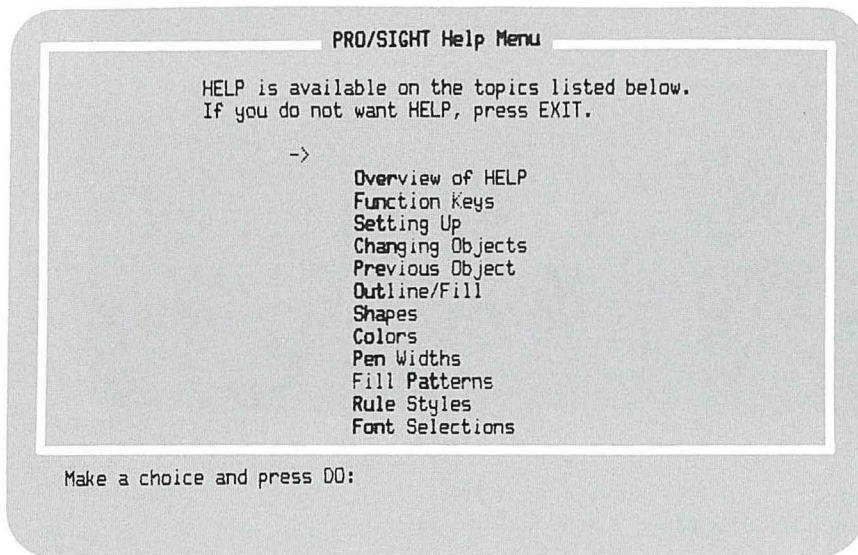 PRO/SIGHT Help Menu
HELP is available on the topics listed below.
If you do not want HELP, press EXIT.
->
Overview of HELP
Function Keys
Setting Up
Changing Objects
Previous Object
Outline/Fill
Shapes
Colors
Pen Widths
Fill Patterns
Rule Styles
Font Selections
Make a choice and press DO: